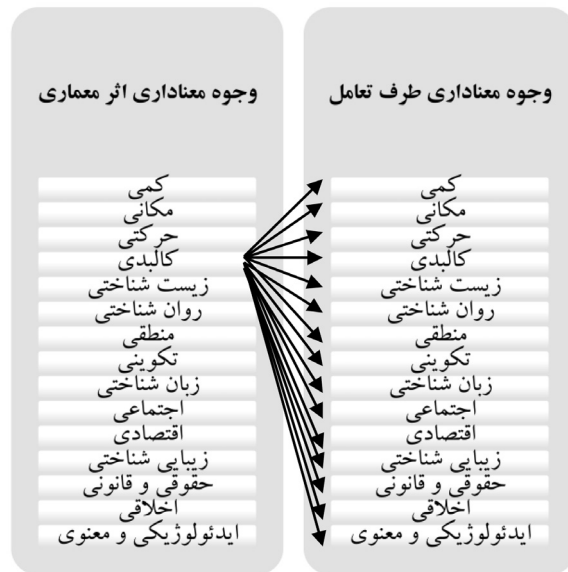 وجوه معناداری طرف تعامل
کمی
مکانی
حرکتی
کالبدی
زیست شناختی
روان شناختی
منطقی
تکوینی
زبان شناختی
اجتماعی
اقتصادی
زیبایی شناختی
حقوقی و قانونی
اخلاقی
ایدئولوژیکی و معنوی
وجوه معناداری اثر معماری
کمی
مکانی
حرکتی
کالبدی
زیست شناختی
روان شناختی
منطقی
تکوینی
زبان شناختی
اجتماعی
اقتصادی
زیبایی شناختی
حقوقی و قانونی
اخلاقی
ایدئولوژیکی و معنوی